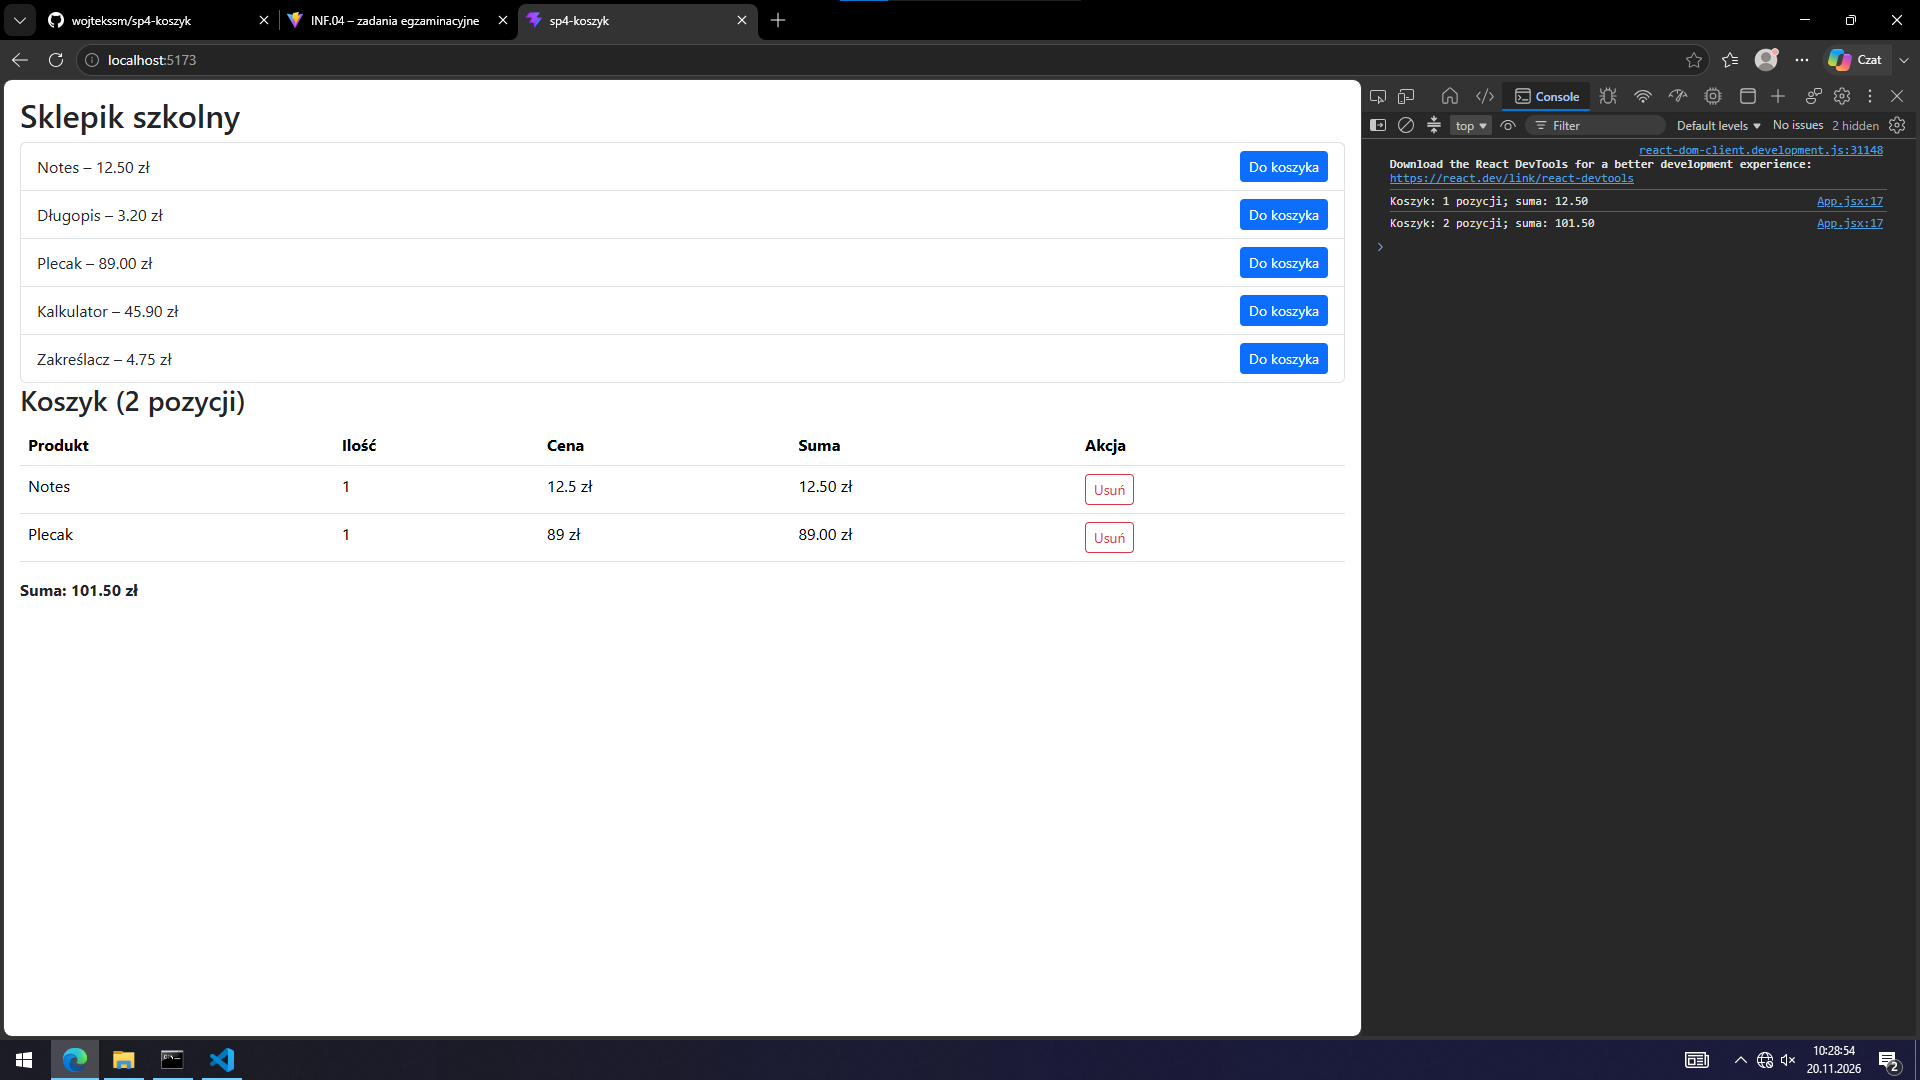 wojtekssm/sp4-koszyk
INF.04 – zadania egzaminacyjne
sp4-koszyk
localhost:5173
Czat
Sklepik szkolny
Notes – 12.50 zł
Do koszyka
Długopis – 3.20 zł
Do koszyka
Plecak – 89.00 zł
Do koszyka
Kalkulator – 45.90 zł
Do koszyka
Zakreślacz – 4.75 zł
Do koszyka
Koszyk (2 pozycji)
Produkt Ilość Cena Suma Akcja
Notes 1 12.5 zł 12.50 zł Usuń
Plecak 1 89 zł 89.00 zł Usuń
Suma: 101.50 zł
Console
top Filter Default levels No issues 2 hidden
react-dom-client.development.js:31148
Download the React DevTools for a better development experience:
https://react.dev/link/react-devtools
Koszyk: 1 pozycji; suma: 12.50 App.jsx:17
Koszyk: 2 pozycji; suma: 101.50 App.jsx:17
10:28:54
20.11.2026
2